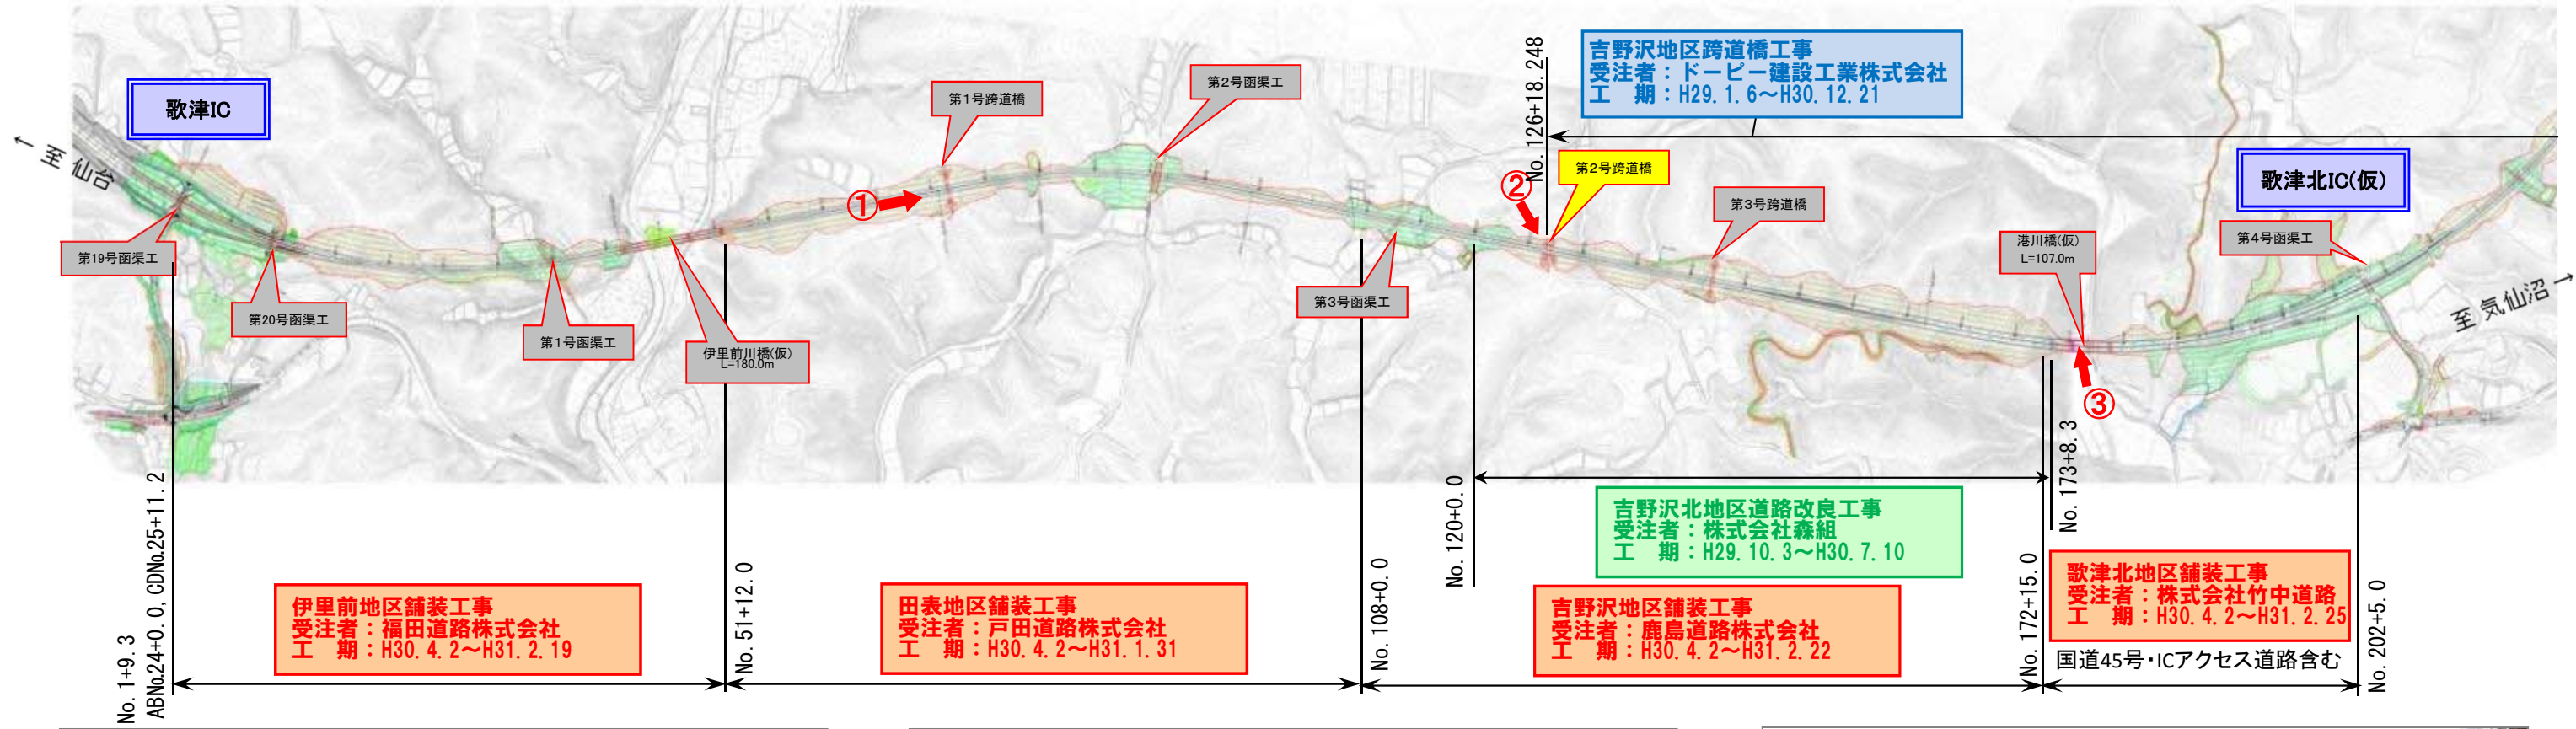 歌津IC
← 至 仙台
第19号函渠工
第20号函渠工
第1号函渠工
伊里前川橋(仮)
L=180.0m
①
第1号跨道橋
第2号函渠工
第3号函渠工
②
No. 126+18. 248
第2号跨道橋
吉野沢地区跨道橋工事
受注者：ドーピー建設工業株式会社
工　期：H29. 1. 6～H30. 12. 21
第3号跨道橋
港川橋(仮)
L=107.0m
③
歌津北IC(仮)
第4号函渠工
至 気仙沼 →
No. 1+9. 3
ABNo.24+0. 0, CDNo.25+11. 2
伊里前地区舗装工事
受注者：福田道路株式会社
工　期：H30. 4. 2～H31. 2. 19
No. 51+12. 0
田表地区舗装工事
受注者：戸田道路株式会社
工　期：H30. 4. 2～H31. 1. 31
No. 108+0. 0
No. 120+0. 0
吉野沢北地区道路改良工事
受注者：株式会社森組
工　期：H29. 10. 3～H30. 7. 10
吉野沢地区舗装工事
受注者：鹿島道路株式会社
工　期：H30. 4. 2～H31. 2. 22
No. 172+15. 0
No. 173+8. 3
歌津北地区舗装工事
受注者：株式会社竹中道路
工　期：H30. 4. 2～H31. 2. 25
国道45号・ICアクセス道路含む
No. 202+5. 0